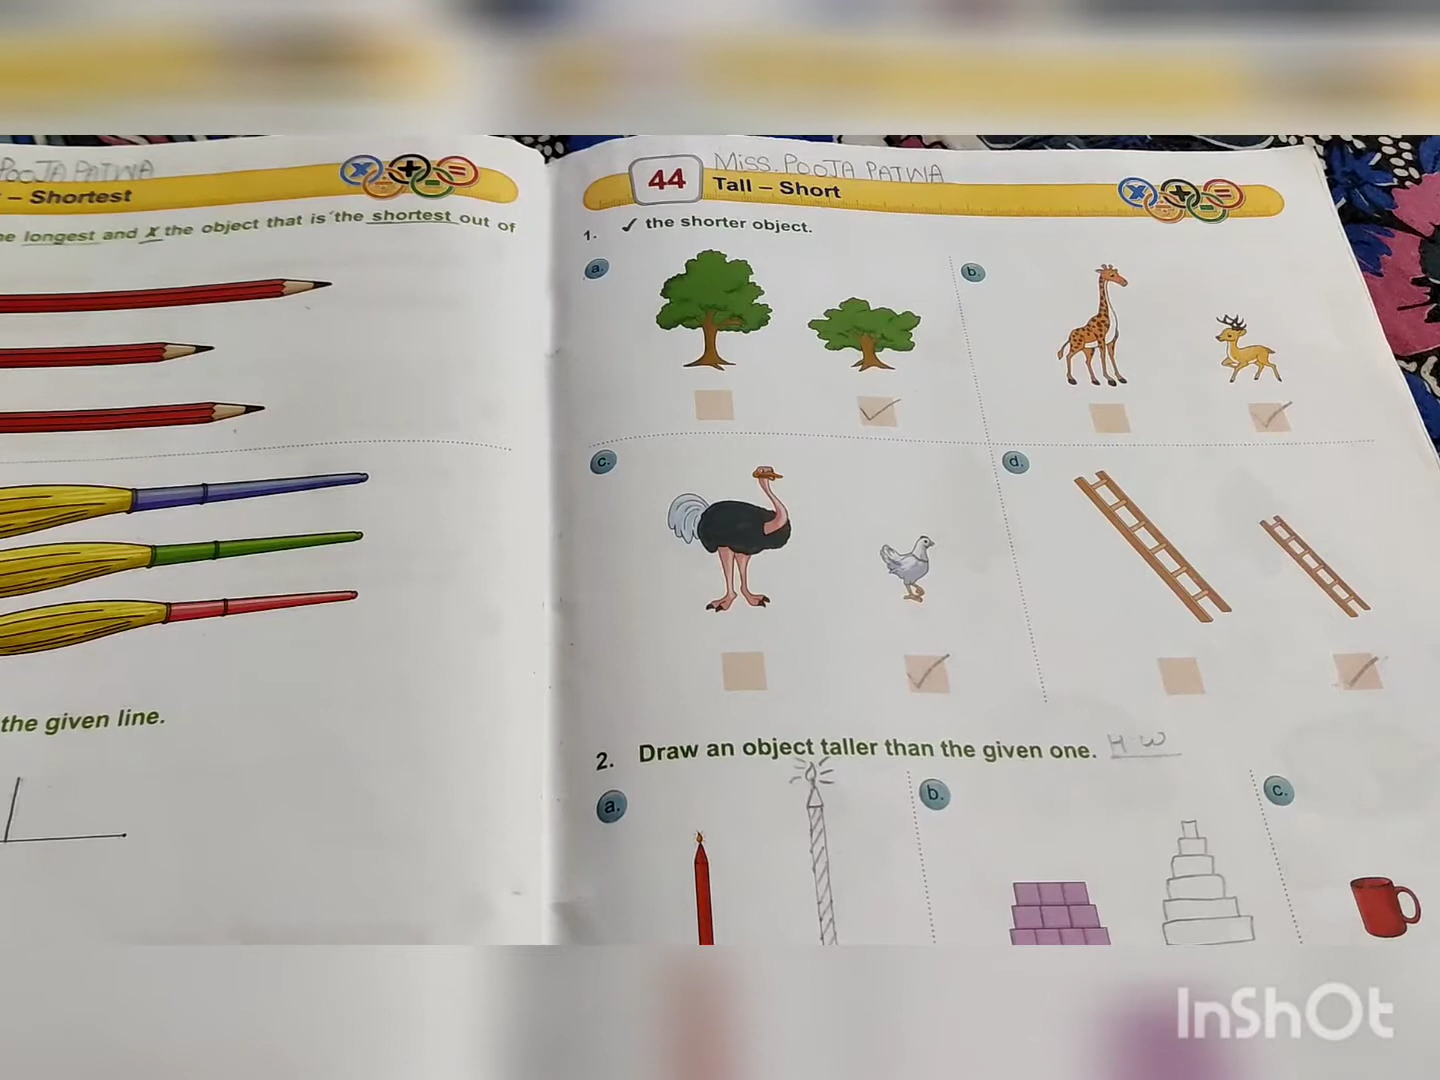 POOJA PATWA
– Shortest
longest and x the object that is the shortest out of
the given line.
Miss. POOJA PATWA
44 Tall – Short
1. ✓ the shorter object.
a.
b.
c.
d.
2. Draw an object taller than the given one. H.W
a.
b.
c.
InShOt